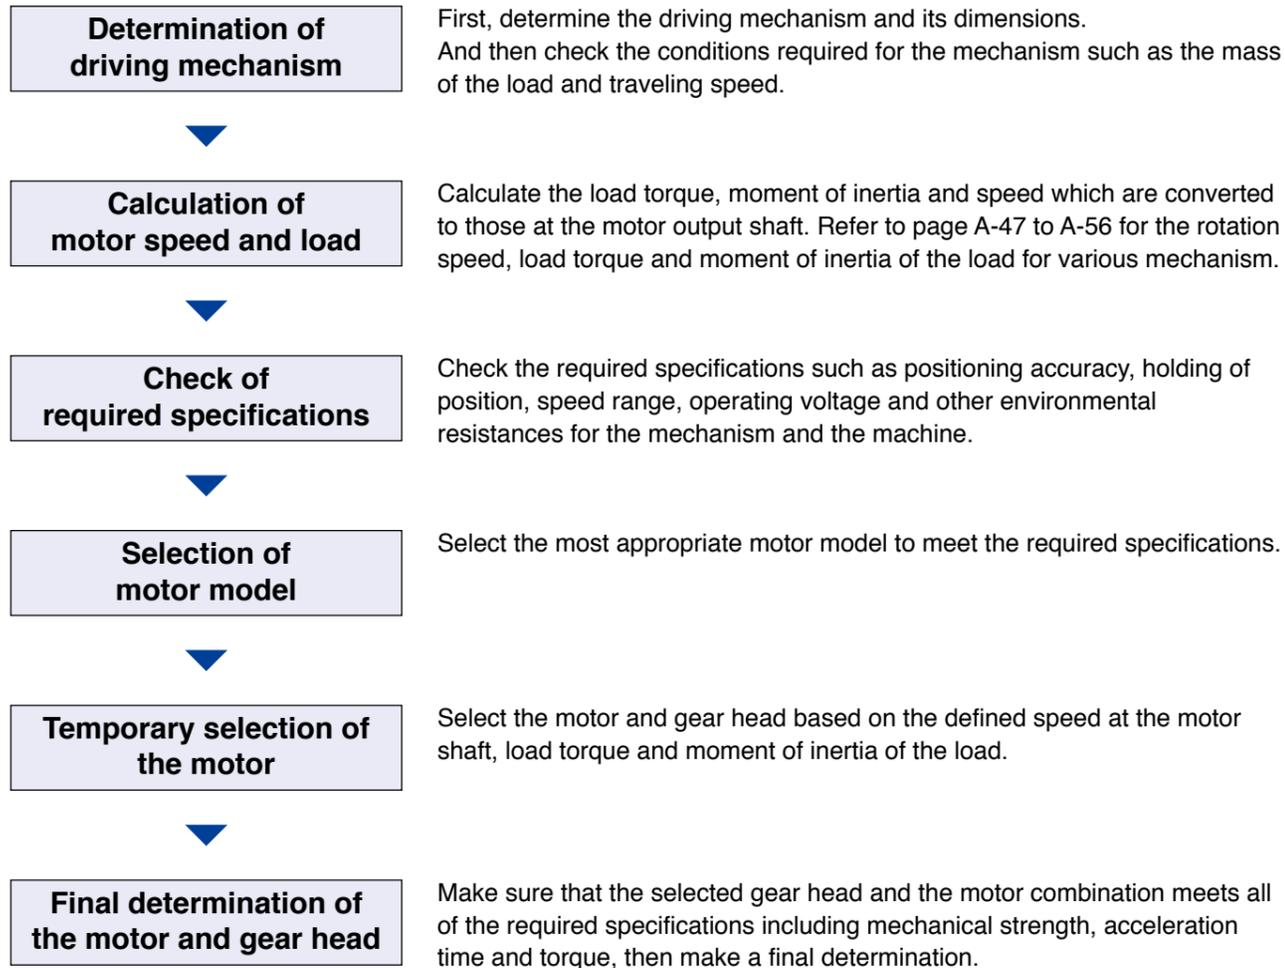 Determination of
driving mechanism
First, determine the driving mechanism and its dimensions.
And then check the conditions required for the mechanism such as the mass
of the load and traveling speed.
Calculation of
motor speed and load
Calculate the load torque, moment of inertia and speed which are converted
to those at the motor output shaft. Refer to page A-47 to A-56 for the rotation
speed, load torque and moment of inertia of the load for various mechanism.
Check of
required specifications
Check the required specifications such as positioning accuracy, holding of
position, speed range, operating voltage and other environmental
resistances for the mechanism and the machine.
Selection of
motor model
Select the most appropriate motor model to meet the required specifications.
Temporary selection of
the motor
Select the motor and gear head based on the defined speed at the motor
shaft, load torque and moment of inertia of the load.
Final determination of
the motor and gear head
Make sure that the selected gear head and the motor combination meets all
of the required specifications including mechanical strength, acceleration
time and torque, then make a final determination.